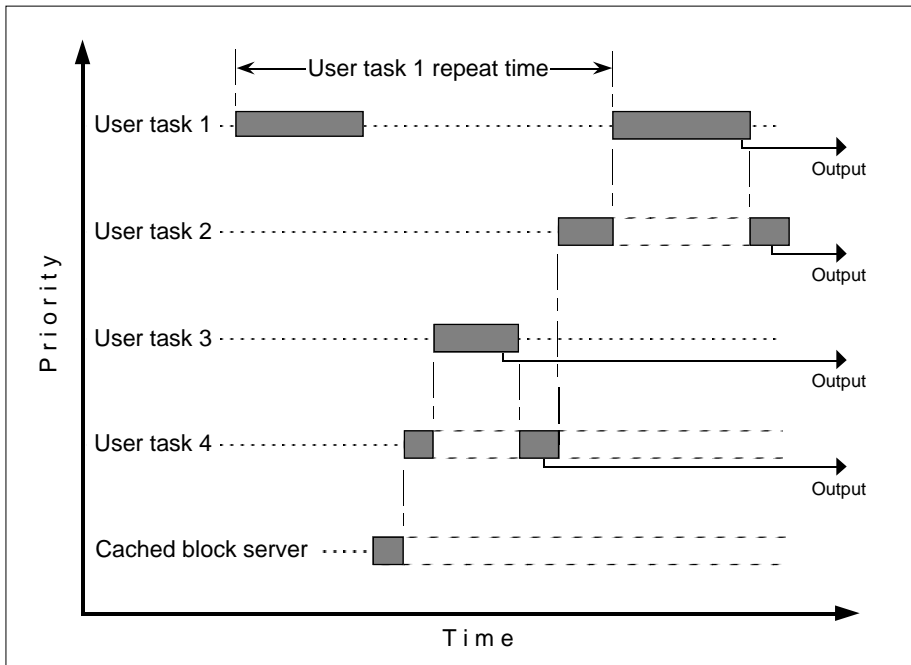 User task 1 repeat time
User task 1
Output
User task 2
Output
User task 3
Output
User task 4
Output
Cached block server
Priority
Time